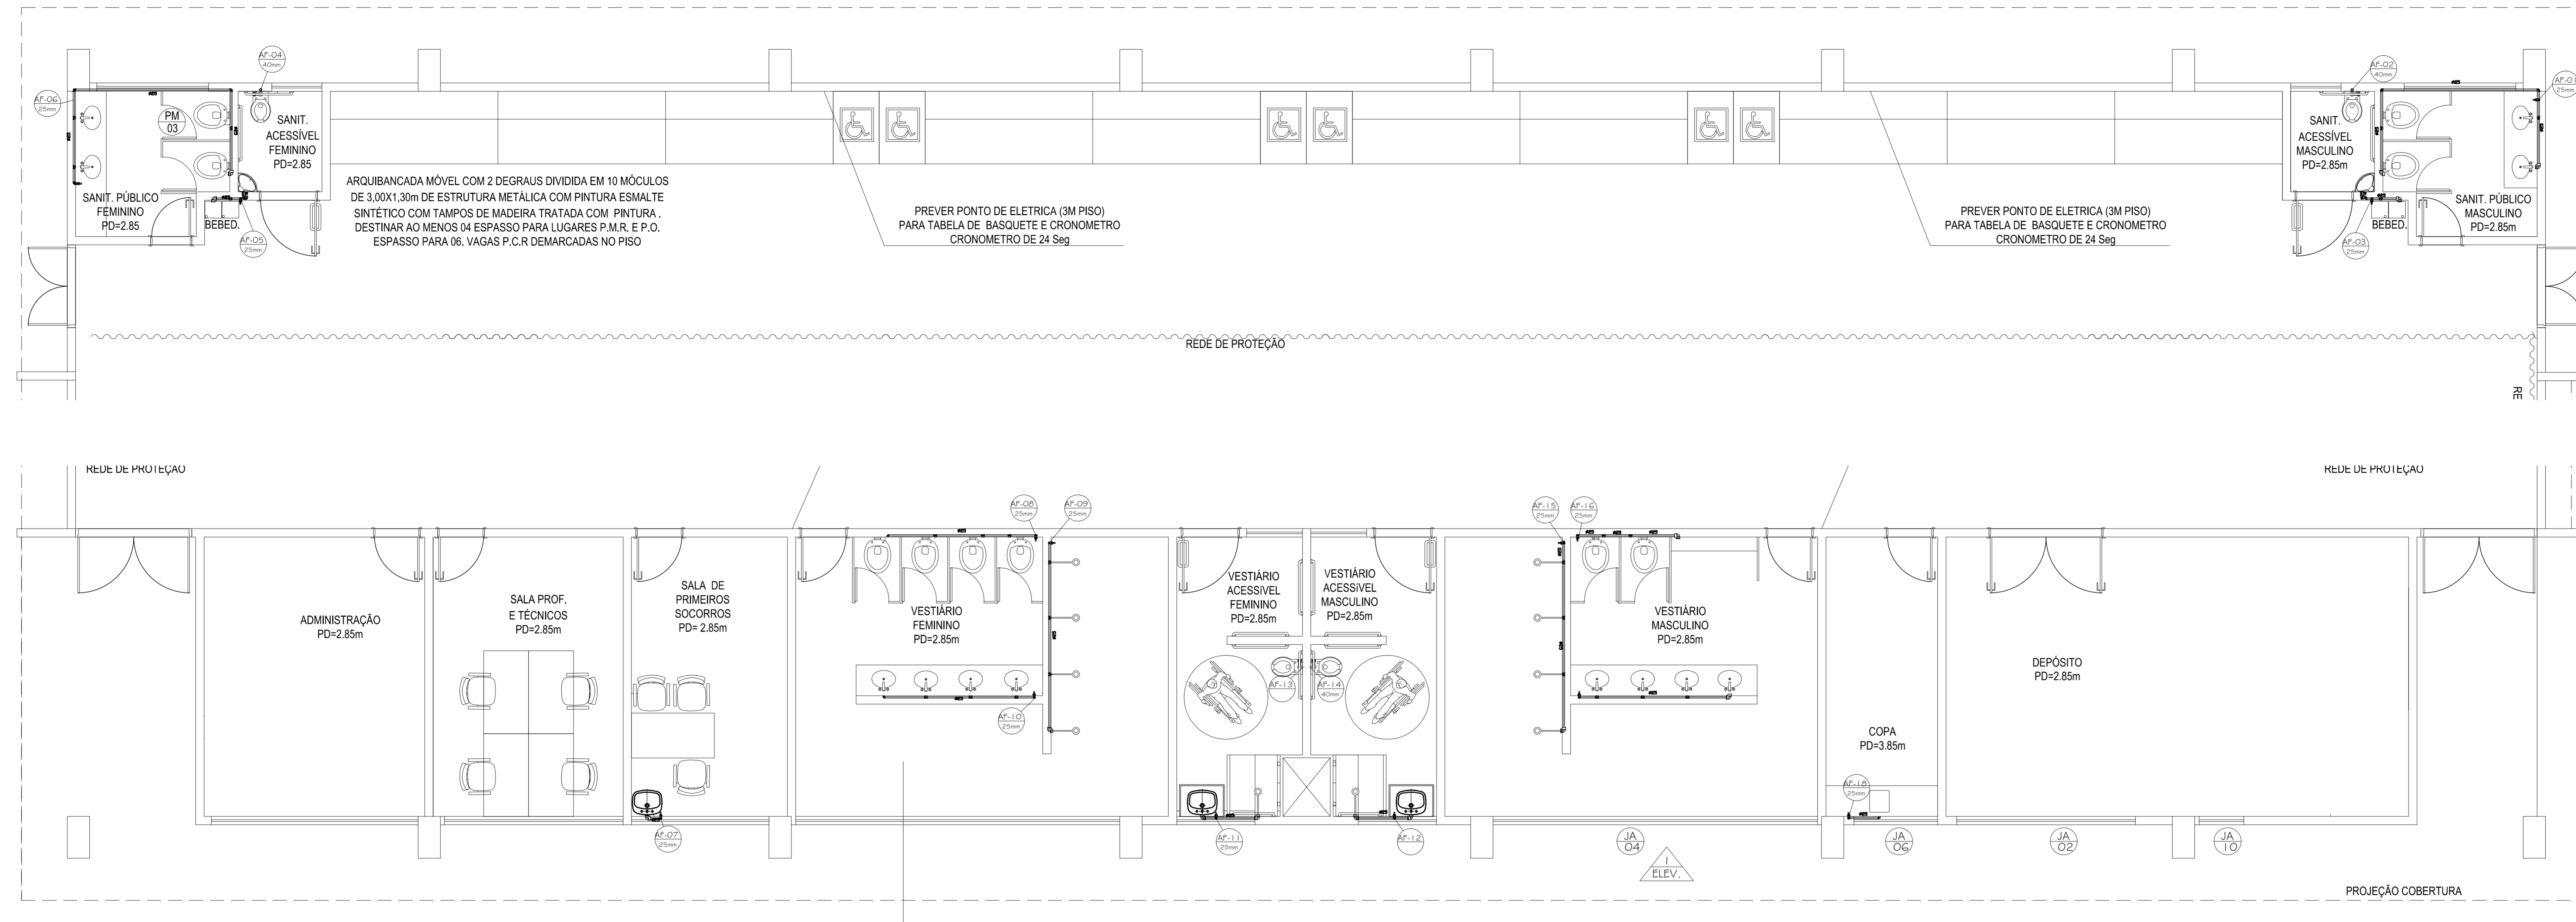 AF-04
40mm
AF-02
40mm
AF-06
25mm
AF-01
25mm
PM
03
SANIT.
ACESSÍVEL
FEMININO
PD=2.85
SANIT. PÚBLICO
FEMININO
PD=2.85
BEBED.
AF-05
25mm
ARQUIBANCADA MÓVEL COM 2 DEGRAUS DIVIDIDA EM 10 MÓCULOS
DE 3,00X1,30m DE ESTRUTURA METÁLICA COM PINTURA ESMALTE
SINTÉTICO COM TAMPOS DE MADEIRA TRATADA COM PINTURA .
DESTINAR AO MENOS 04 ESPASSO PARA LUGARES P.M.R. E P.O.
ESPASSO PARA 06. VAGAS P.C.R DEMARCADAS NO PISO
PREVER PONTO DE ELETRICA (3M PISO)
PARA TABELA DE BASQUETE E CRONOMETRO
CRONOMETRO DE 24 Seg
PREVER PONTO DE ELETRICA (3M PISO)
PARA TABELA DE BASQUETE E CRONOMETRO
CRONOMETRO DE 24 Seg
SANIT.
ACESSÍVEL
MASCULINO
PD=2.85m
SANIT. PÚBLICO
MASCULINO
PD=2.85m
BEBED.
AF-03
25mm
REDE DE PROTEÇÃO
RE
REDE DE PROTEÇÃO
REDE DE PROTEÇÃO
AF-08
25mm
AF-09
25mm
AF-15
25mm
AF-16
25mm
ADMINISTRAÇÃO
PD=2.85m
SALA PROF.
E TÉCNICOS
PD=2.85m
SALA DE
PRIMEIROS
SOCORROS
PD= 2.85m
VESTIÁRIO
FEMININO
PD=2.85m
VESTIÁRIO
ACESSÍVEL
FEMININO
PD=2.85m
VESTIÁRIO
ACESSÍVEL
MASCULINO
PD=2.85m
VESTIÁRIO
MASCULINO
PD=2.85m
DEPÓSITO
PD=2.85m
COPA
PD=3.85m
AF-13
AF-14
40mm
AF-10
25mm
AF-18
25mm
AF-07
25mm
AF-11
25mm
AF-12
JA
04
JA
06
JA
02
JA
10
1
ELEV.
PROJEÇÃO COBERTURA